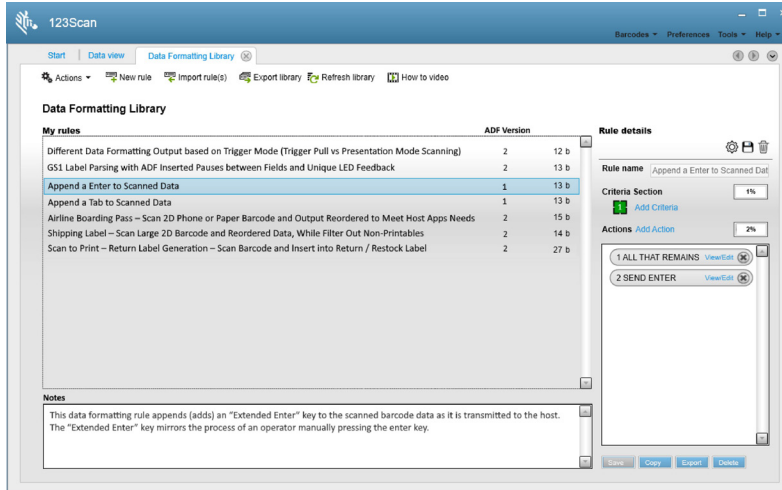 123Scan
Barcodes Preferences Tools Help
Start Data view Data Formatting Library
Actions New rule Import rule(s) Export library Refresh library How to video
Data Formatting Library
My rules ADF Version
Different Data Formatting Output based on Trigger Mode (Trigger Pull vs Presentation Mode Scanning) 2 12 b
GS1 Label Parsing with ADF Inserted Pauses between Fields and Unique LED Feedback 2 13 b
Append a Enter to Scanned Data 1 13 b
Append a Tab to Scanned Data 1 13 b
Airline Boarding Pass – Scan 2D Phone or Paper Barcode and Output Reordered to Meet Host Apps Needs 2 15 b
Shipping Label – Scan Large 2D Barcode and Reordered Data, While Filter Out Non-Printables 2 14 b
Scan to Print – Return Label Generation – Scan Barcode and Insert into Return / Restock Label 2 27 b
Notes
This data formatting rule appends (adds) an “Extended Enter” key to the scanned barcode data as it is transmitted to the host.
The “Extended Enter” key mirrors the process of an operator manually pressing the enter key.
Rule details
Rule name Append a Enter to Scanned Dat
Criteria Section 1%
1 Add Criteria
Actions Add Action 2%
1 ALL THAT REMAINS View/Edit
2 SEND ENTER View/Edit
Save Copy Export Delete